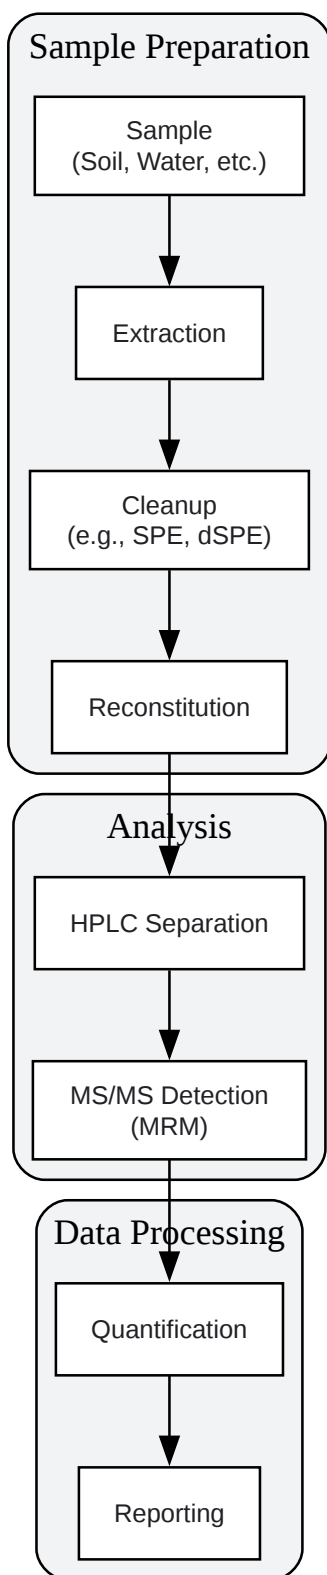 Sample Preparation
Sample
(Soil, Water, etc.)
Extraction
Cleanup
(e.g., SPE, dSPE)
Reconstitution
Analysis
HPLC Separation
MS/MS Detection
(MRM)
Data Processing
Quantification
Reporting